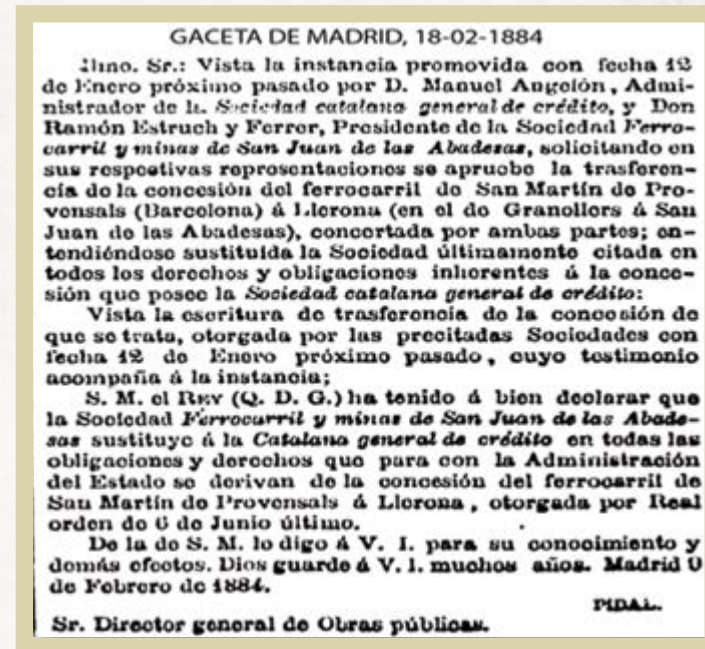 GACETA DE MADRID, 18-02-1884
Ilmo. Sr.: Vista la instancia promovida con fecha 12
de Enero próximo pasado por D. Manuel Angelón, Admi-
nistrador de la Sociedad catalana general de crédito, y Don
Ramón Estruch y Ferrer, Presidente de la Sociedad Ferro-
carril y minas de San Juan de las Abadesas, solicitando en
sus respectivas representaciones se apruebe la trasferen-
cia de la concesión del ferrocarril de San Martín de Pro-
vensals (Barcelona) á Llerona (en el de Granollers á San
Juan de las Abadesas), concertada por ambas partes; en-
tendiéndose sustituída la Sociedad últimamente citada en
todos los derechos y obligaciones inherentes á la conce-
sión que posee la Sociedad catalana general de crédito:
Vista la escritura de trasferencia de la concesión de
que se trata, otorgada por las precitadas Sociedades con
fecha 12 de Enero próximo pasado, cuyo testimonio
acompaña á la instancia;
S. M. el REY (Q. D. G.) ha tenido á bien declarar que
la Sociedad Ferrocarril y minas de San Juan de las Abade-
sas sustituye á la Catalana general de crédito en todas las
obligaciones y derechos que para con la Administración
del Estado se derivan de la concesión del ferrocarril de
San Martín de Provensals á Llerona, otorgada por Real
orden de 6 de Junio último.
De la de S. M. lo digo á V. I. para su conocimiento y
demás efectos. Dios guarde á V. I. muchos años. Madrid 9
de Febrero de 1884.
PIDAL.
Sr. Director general de Obras públicas.